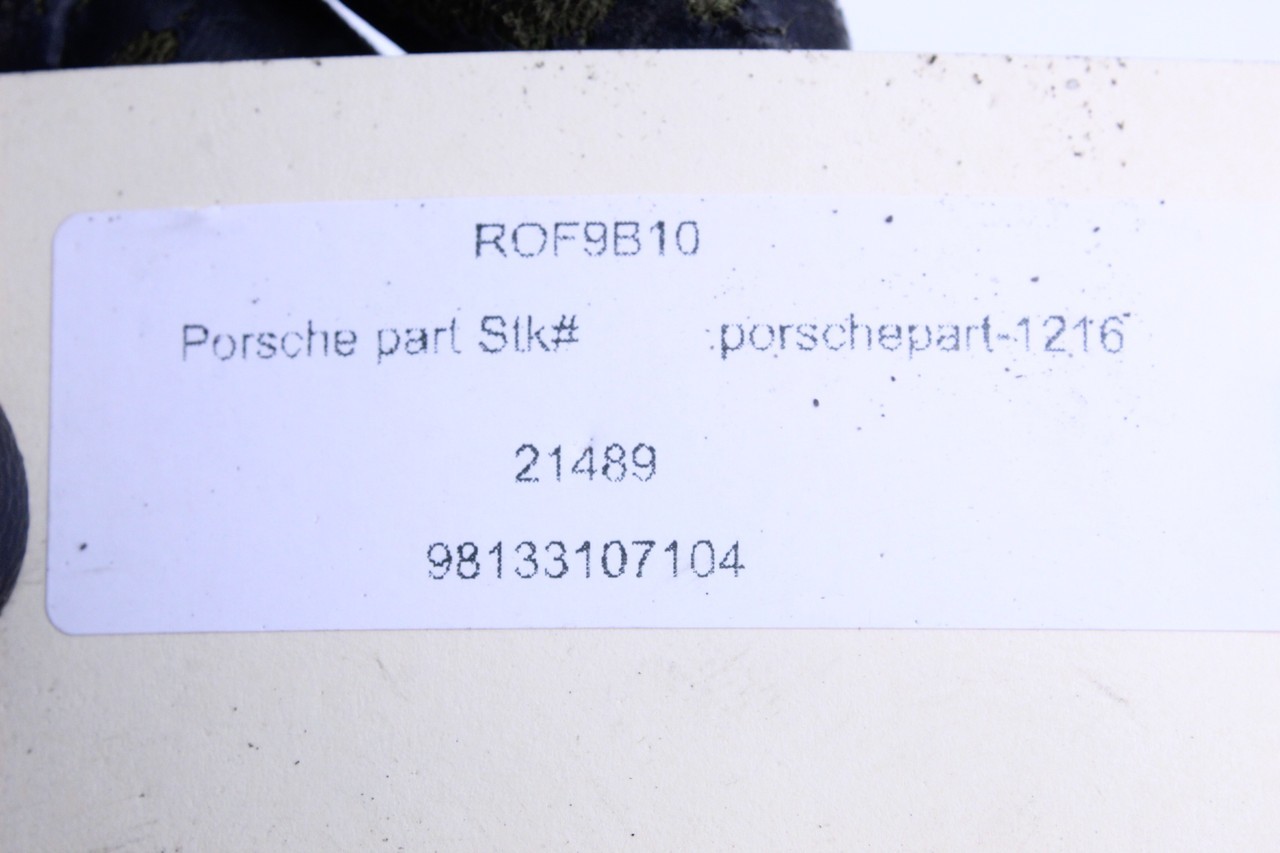 ROF9B10
Porsche part Stk# porschepart-1216
21489
98133107104